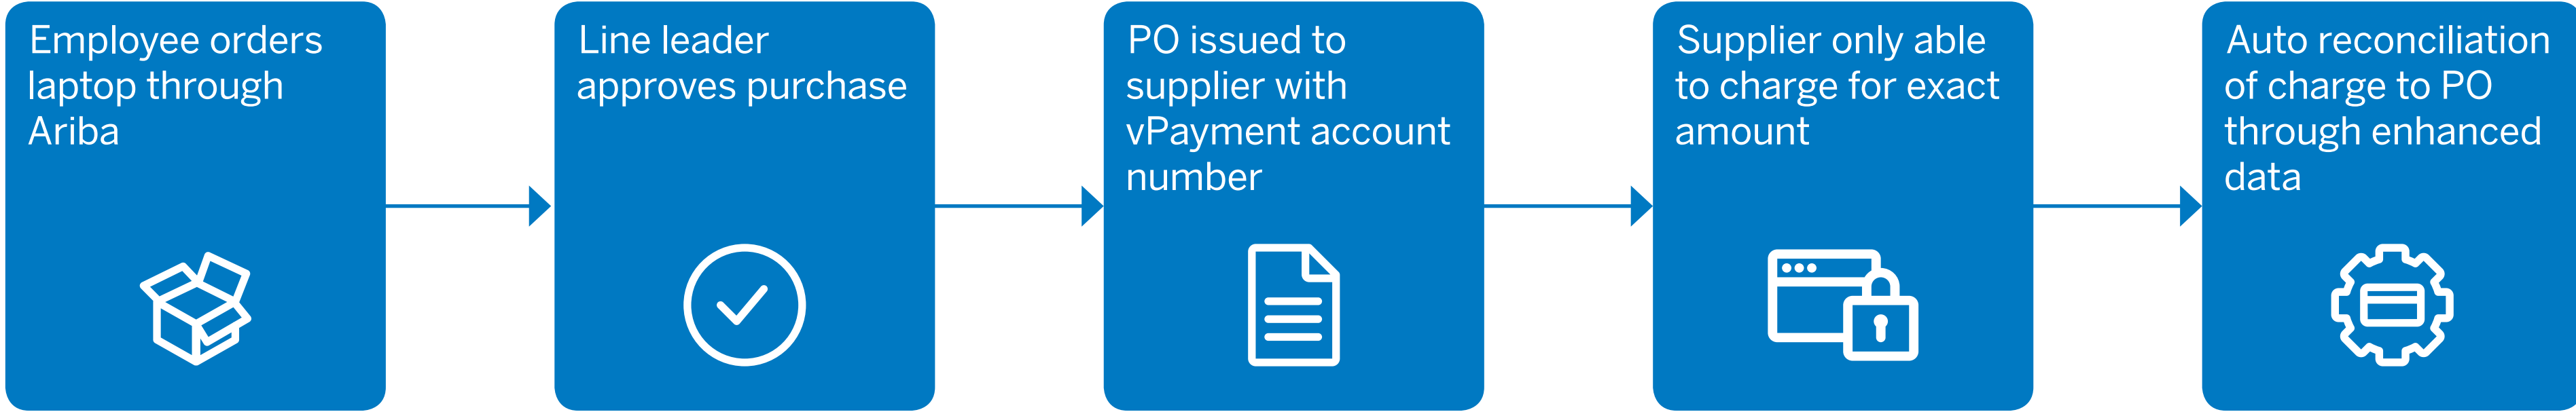 Employee orders
laptop through
Ariba
Line leader
approves purchase
PO issued to
supplier with
vPayment account
number
Supplier only able
to charge for exact
amount
Auto reconciliation
of charge to PO
through enhanced
data